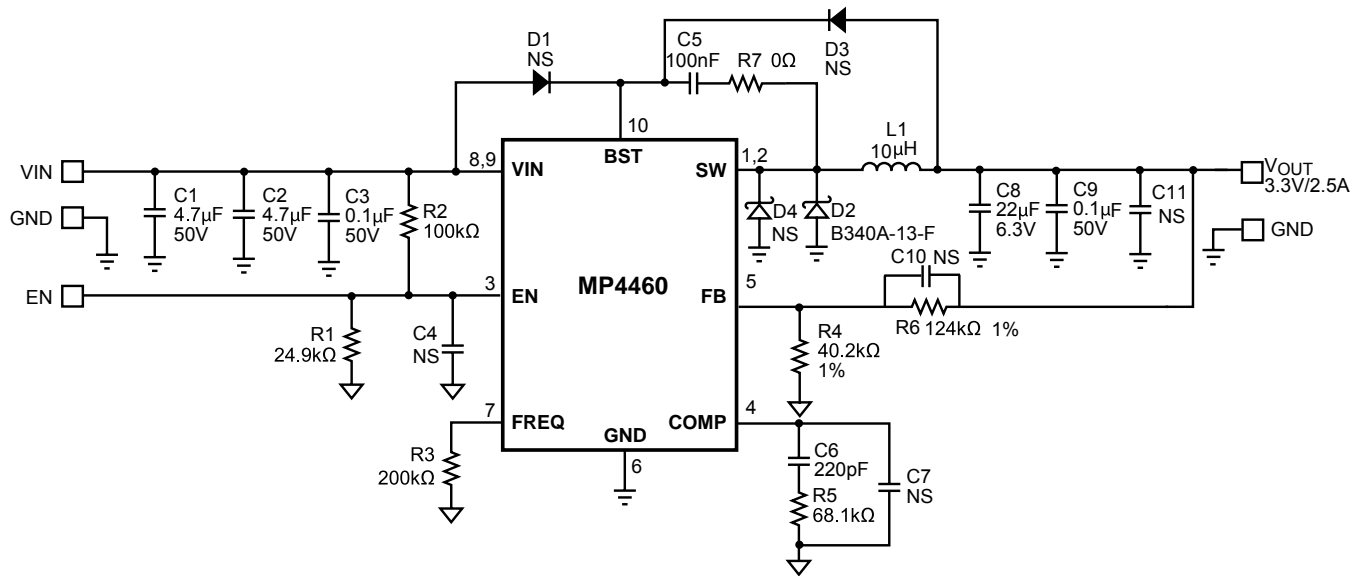 D1
NS
C5
100nF
R7 0Ω
D3
NS
10
BST
L1
10µH
VIN
8,9
VIN
SW
1,2
VOUT
3.3V/2.5A
C1
4.7µF
50V
C2
4.7µF
50V
C3
0.1µF
50V
R2
100kΩ
D4
NS
D2
B340A-13-F
C8
22µF
6.3V
C9
0.1µF
50V
C11
NS
GND
GND
C10 NS
EN
3
EN
MP4460
FB
5
R6 124kΩ 1%
R1
24.9kΩ
C4
NS
R4
40.2kΩ
1%
7
FREQ
GND
COMP
4
6
R3
200kΩ
C6
220pF
R5
68.1kΩ
C7
NS